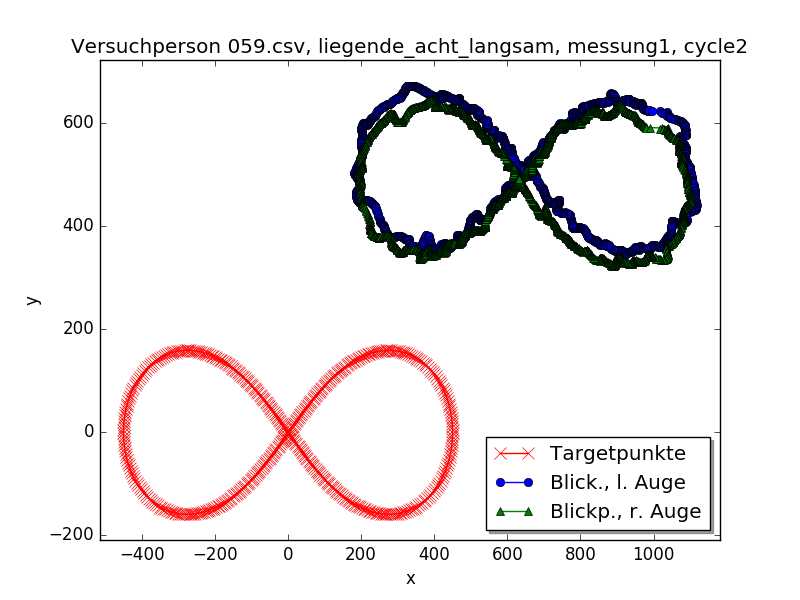 Versuchperson 059.csv, liegende_acht_langsam, messung1, cycle2
600
400
y
200
0
−200
−400
−200
0
200
400
600
800
1000
x
Targetpunkte
Blick., l. Auge
Blickp., r. Auge